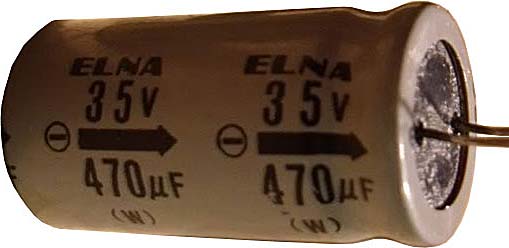 ELNA ELNA
35V 35V
470µF 470µF
(W) (W)